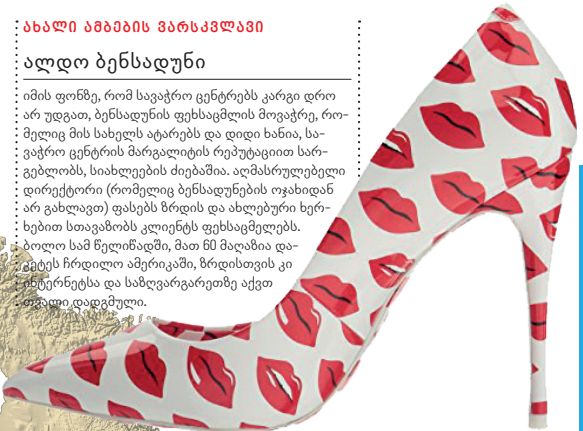 ახალი ამბების ვარსკვლავი
ალდო ბენსადუნი
იმის ფონზე, რომ სავაჭრო ცენტრებს კარგი დრო
არ უდგათ, ბენსადუნის ფეხსაცმლის მოვაჭრე, რო-
მელიც მის სახელს ატარებს და დიდი ხანია, სა-
ვაჭრო ცენტრის მარგალიტის რეპუტაციით სარ-
გებლობს, სიახლეების ძიებაშია. აღმასრულებელი
დირექტორი (რომელიც ბენსადუნების ოჯახიდან
არ გახლავთ) ფასებს ზრდის და ახლებური ხერ-
ხებით სთავაზობს კლიენტს ფეხსაცმელებს.
ბოლო სამ წელიწადში, მათ 60 მაღაზია და-
კეტეს ჩრდილო ამერიკაში, ზრდისთვის კი
ინტერნეტსა და საზღვარგარეთზე აქვთ
თვალი დადგმული.